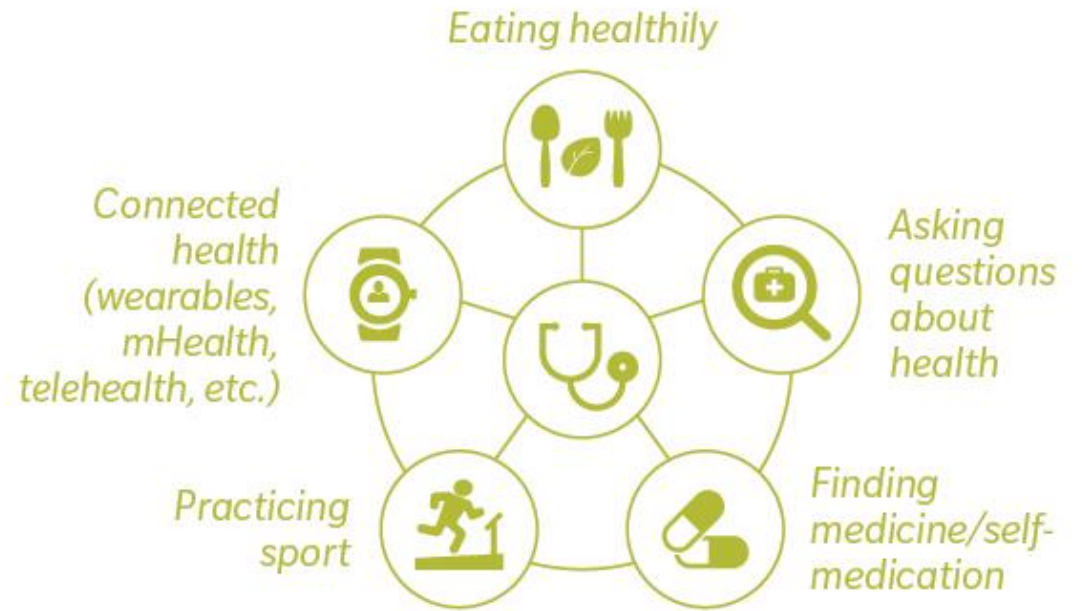 Eating healthily
Connected
health
(wearables,
mHealth,
telehealth, etc.)
Asking
questions
about
health
Practicing
sport
Finding
medicine/self-
medication